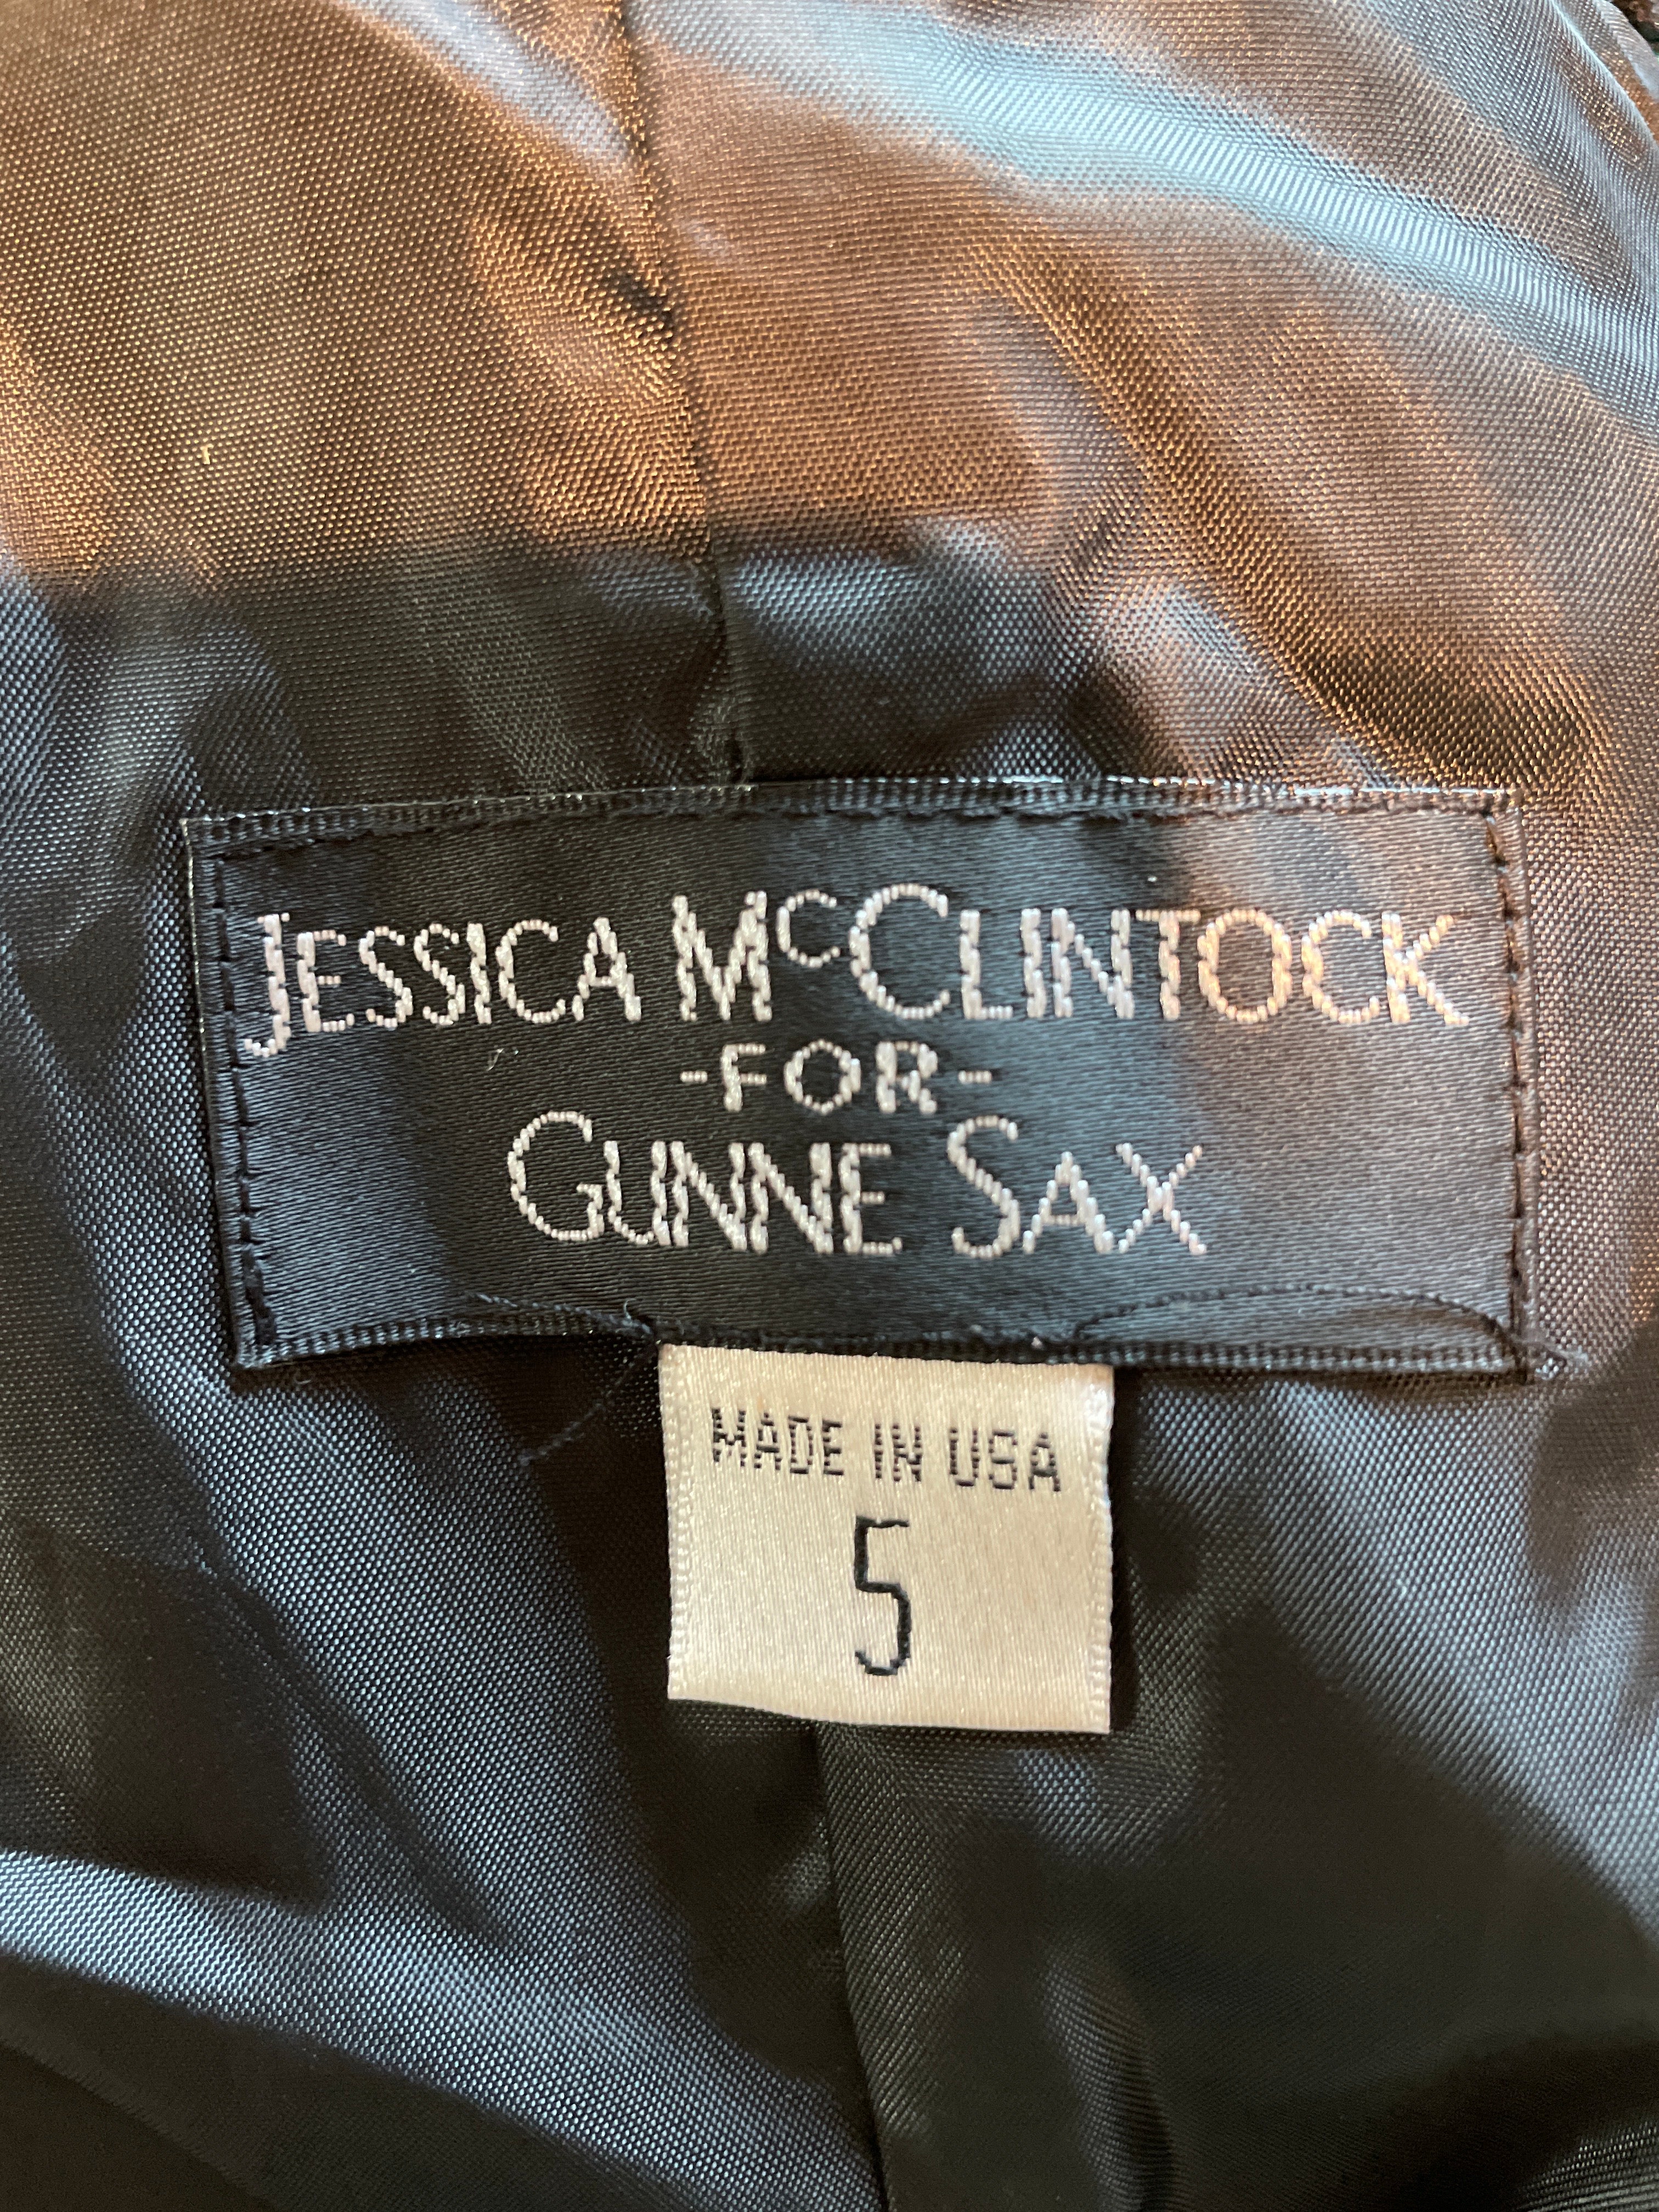 JESSICA McCLINTOCK
-FOR-
GUNNE SAX
MADE IN USA
5